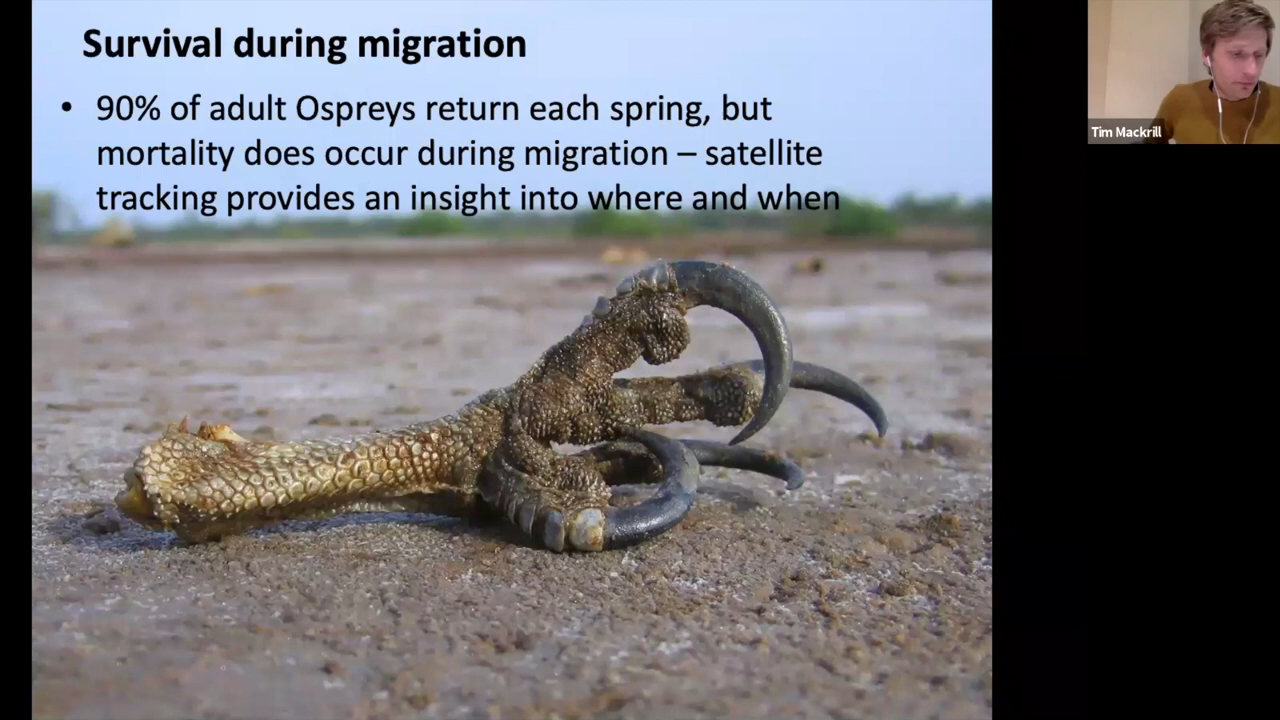 Survival during migration
• 90% of adult Ospreys return each spring, but
mortality does occur during migration – satellite
tracking provides an insight into where and when
Tim Mackrill